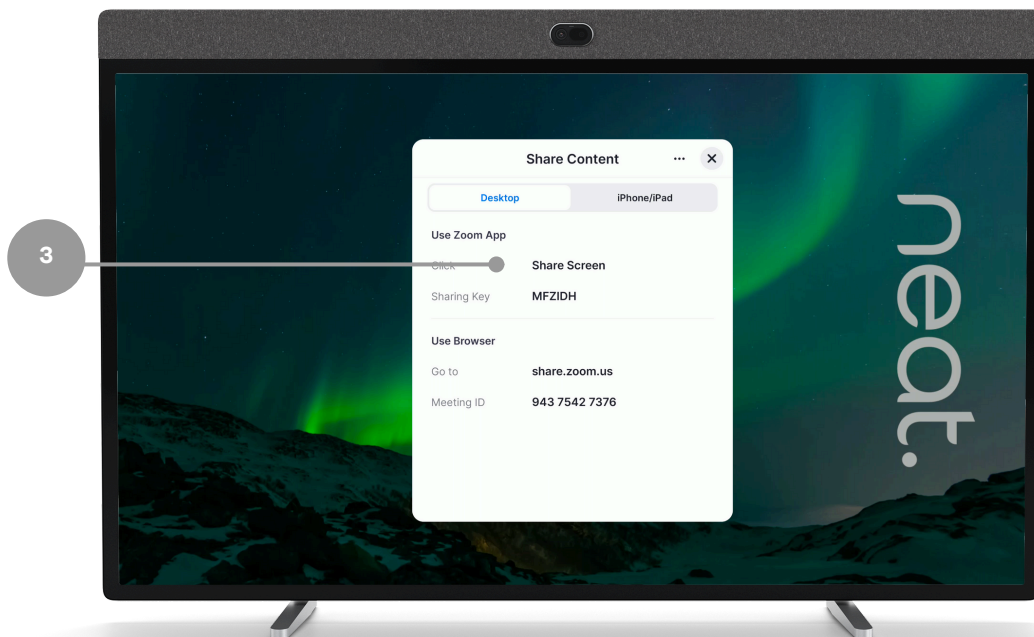 Share Content
Desktop iPhone/iPad
Use Zoom App
3 Click Share Screen
Sharing Key MFZIDH
Use Browser
Go to share.zoom.us
Meeting ID 943 7542 7376
neat.